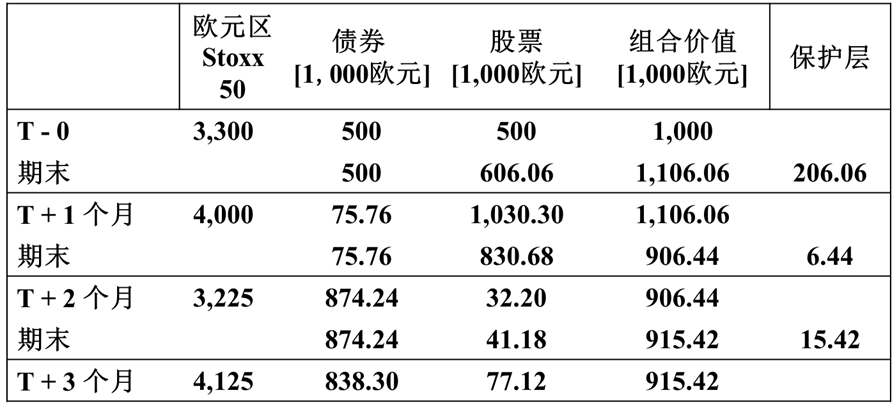 欧元区 Stoxx 50 债券 [1，000欧元] 股票 [1,000欧元] 组合价值 [1,000欧元] 保护层
T - 0 3,300 500 500 1,000
期末 500 606.06 1,106.06 206.06
T + 1 个月 4,000 75.76 1,030.30 1,106.06
期末 75.76 830.68 906.44 6.44
T + 2 个月 3,225 874.24 32.20 906.44
期末 874.24 41.18 915.42 15.42
T + 3 个月 4,125 838.30 77.12 915.42